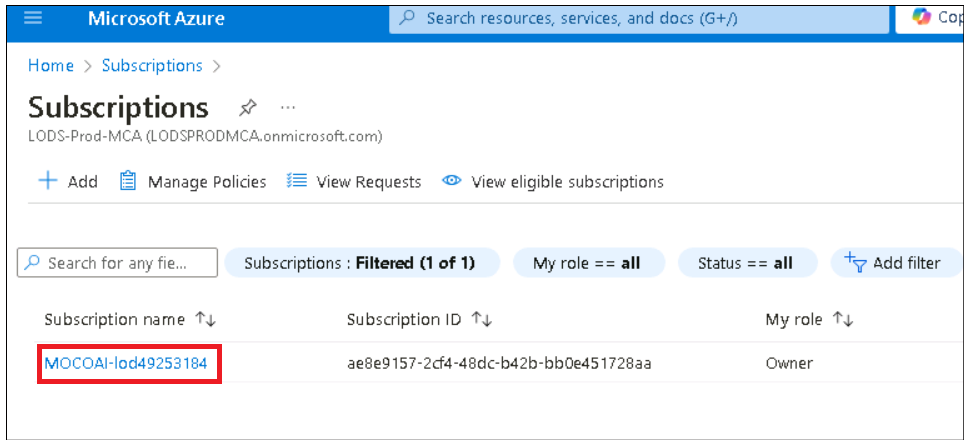 Microsoft Azure
Search resources, services, and docs (G+/)
Cop
Home > Subscriptions >
Subscriptions ...
LODS-Prod-MCA (LODSPRODMCA.onmicrosoft.com)
+ Add Manage Policies View Requests View eligible subscriptions
Search for any fie... Subscriptions : Filtered (1 of 1) My role == all Status == all Add filter
Subscription name ↑↓ Subscription ID ↑↓ My role ↑↓
MOCOAI-lod49253184 ae8e9157-2cf4-48dc-b42b-bb0e451728aa Owner